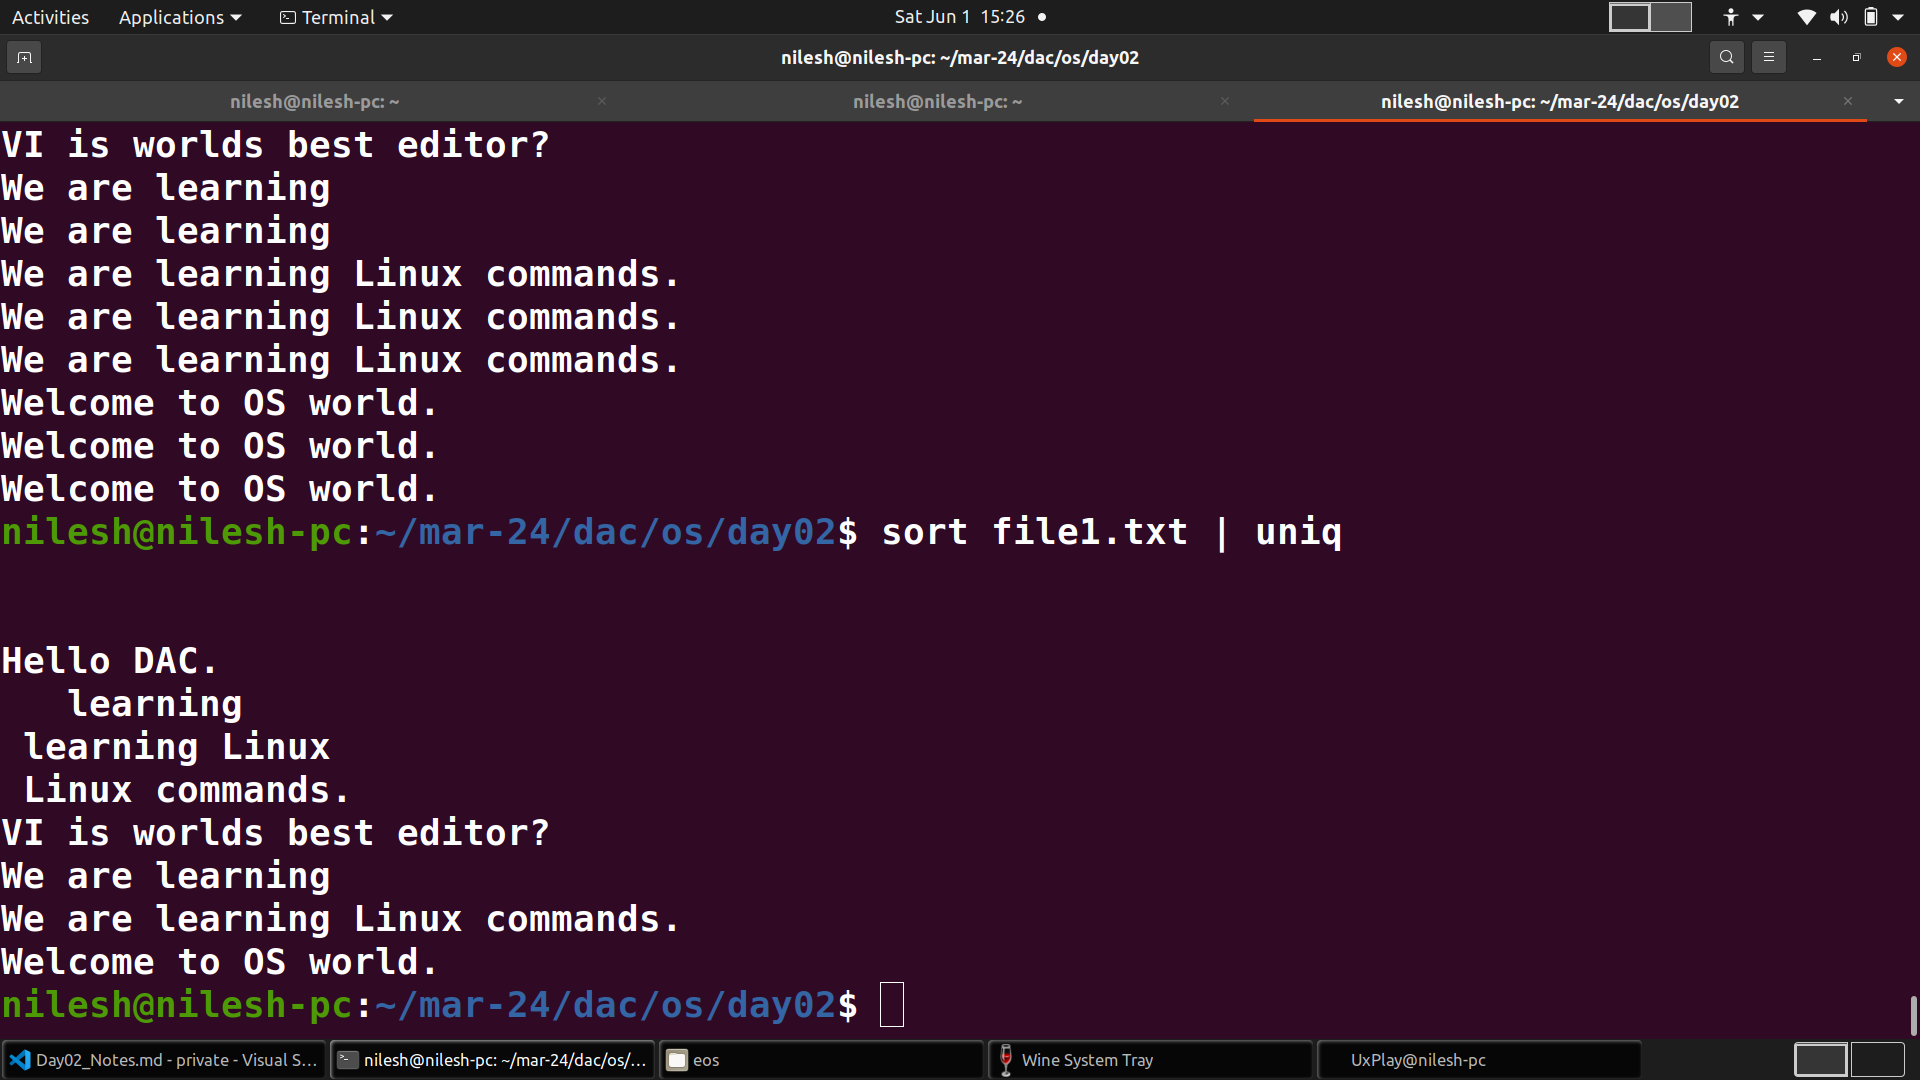 Activities Applications Terminal Sat Jun 1 15:26
nilesh@nilesh-pc: ~/mar-24/dac/os/day02
nilesh@nilesh-pc: ~ nilesh@nilesh-pc: ~ nilesh@nilesh-pc: ~/mar-24/dac/os/day02
VI is worlds best editor?
We are learning
We are learning
We are learning Linux commands.
We are learning Linux commands.
We are learning Linux commands.
Welcome to OS world.
Welcome to OS world.
Welcome to OS world.
nilesh@nilesh-pc:~/mar-24/dac/os/day02$ sort file1.txt | uniq
Hello DAC.
   learning
 learning Linux
 Linux commands.
VI is worlds best editor?
We are learning
We are learning Linux commands.
Welcome to OS world.
nilesh@nilesh-pc:~/mar-24/dac/os/day02$
Day02_Notes.md - private - Visual S... nilesh@nilesh-pc: ~/mar-24/dac/os/... eos Wine System Tray UxPlay@nilesh-pc